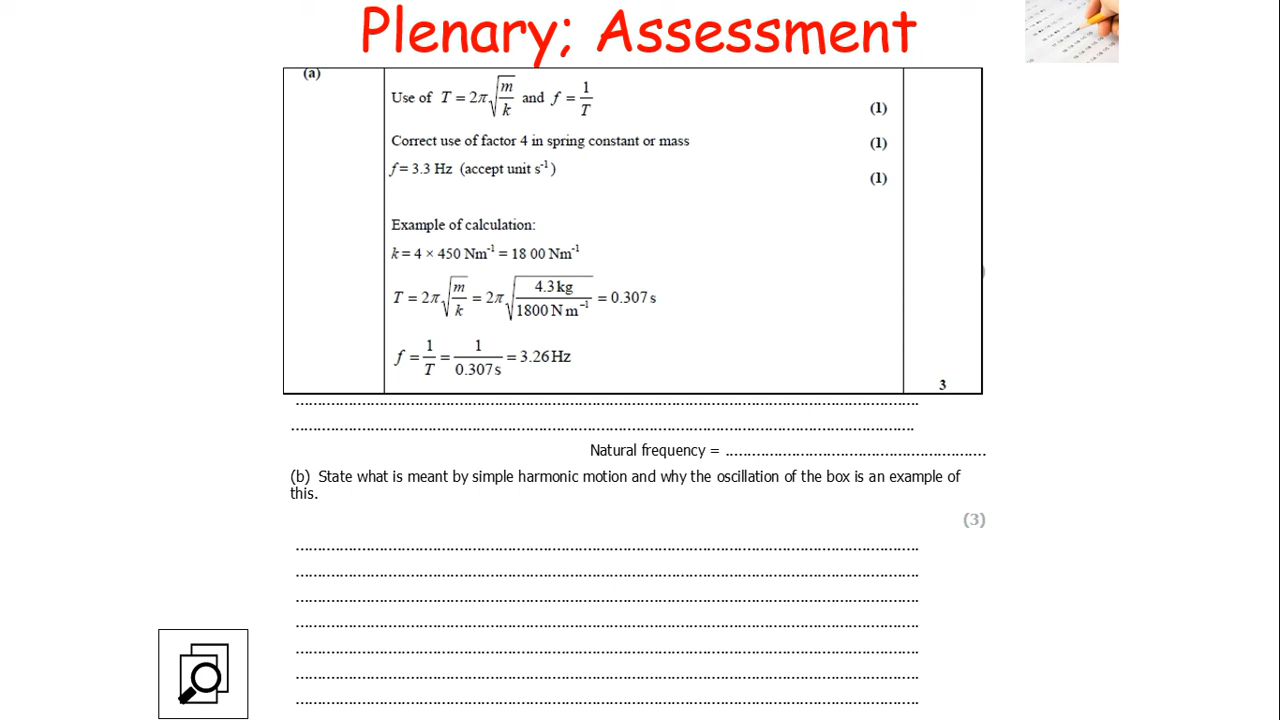 Plenary; Assessment
(a)
Use of T = 2π√(m/k) and f = 1/T (1)
Correct use of factor 4 in spring constant or mass (1)
f = 3.3 Hz (accept unit s⁻¹) (1)
Example of calculation:
k = 4 × 450 Nm⁻¹ = 18 00 Nm⁻¹
T = 2π√(m/k) = 2π√(4.3 kg/1800 N m⁻¹) = 0.307 s
f = 1/T = 1/0.307 s = 3.26 Hz
3
Natural frequency = ............................................................
(b) State what is meant by simple harmonic motion and why the oscillation of the box is an example of
this.
(3)